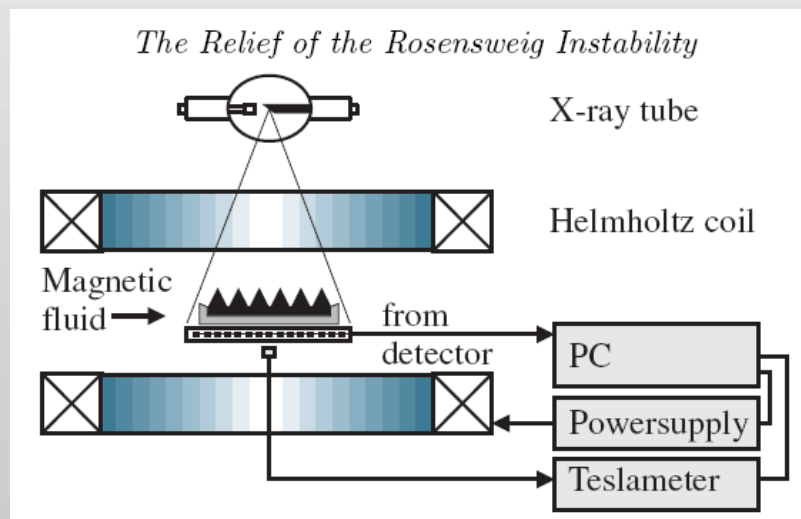 The Relief of the Rosensweig Instability
X-ray tube
Helmholtz coil
Magnetic
fluid
from
detector
PC
Powersupply
Teslameter